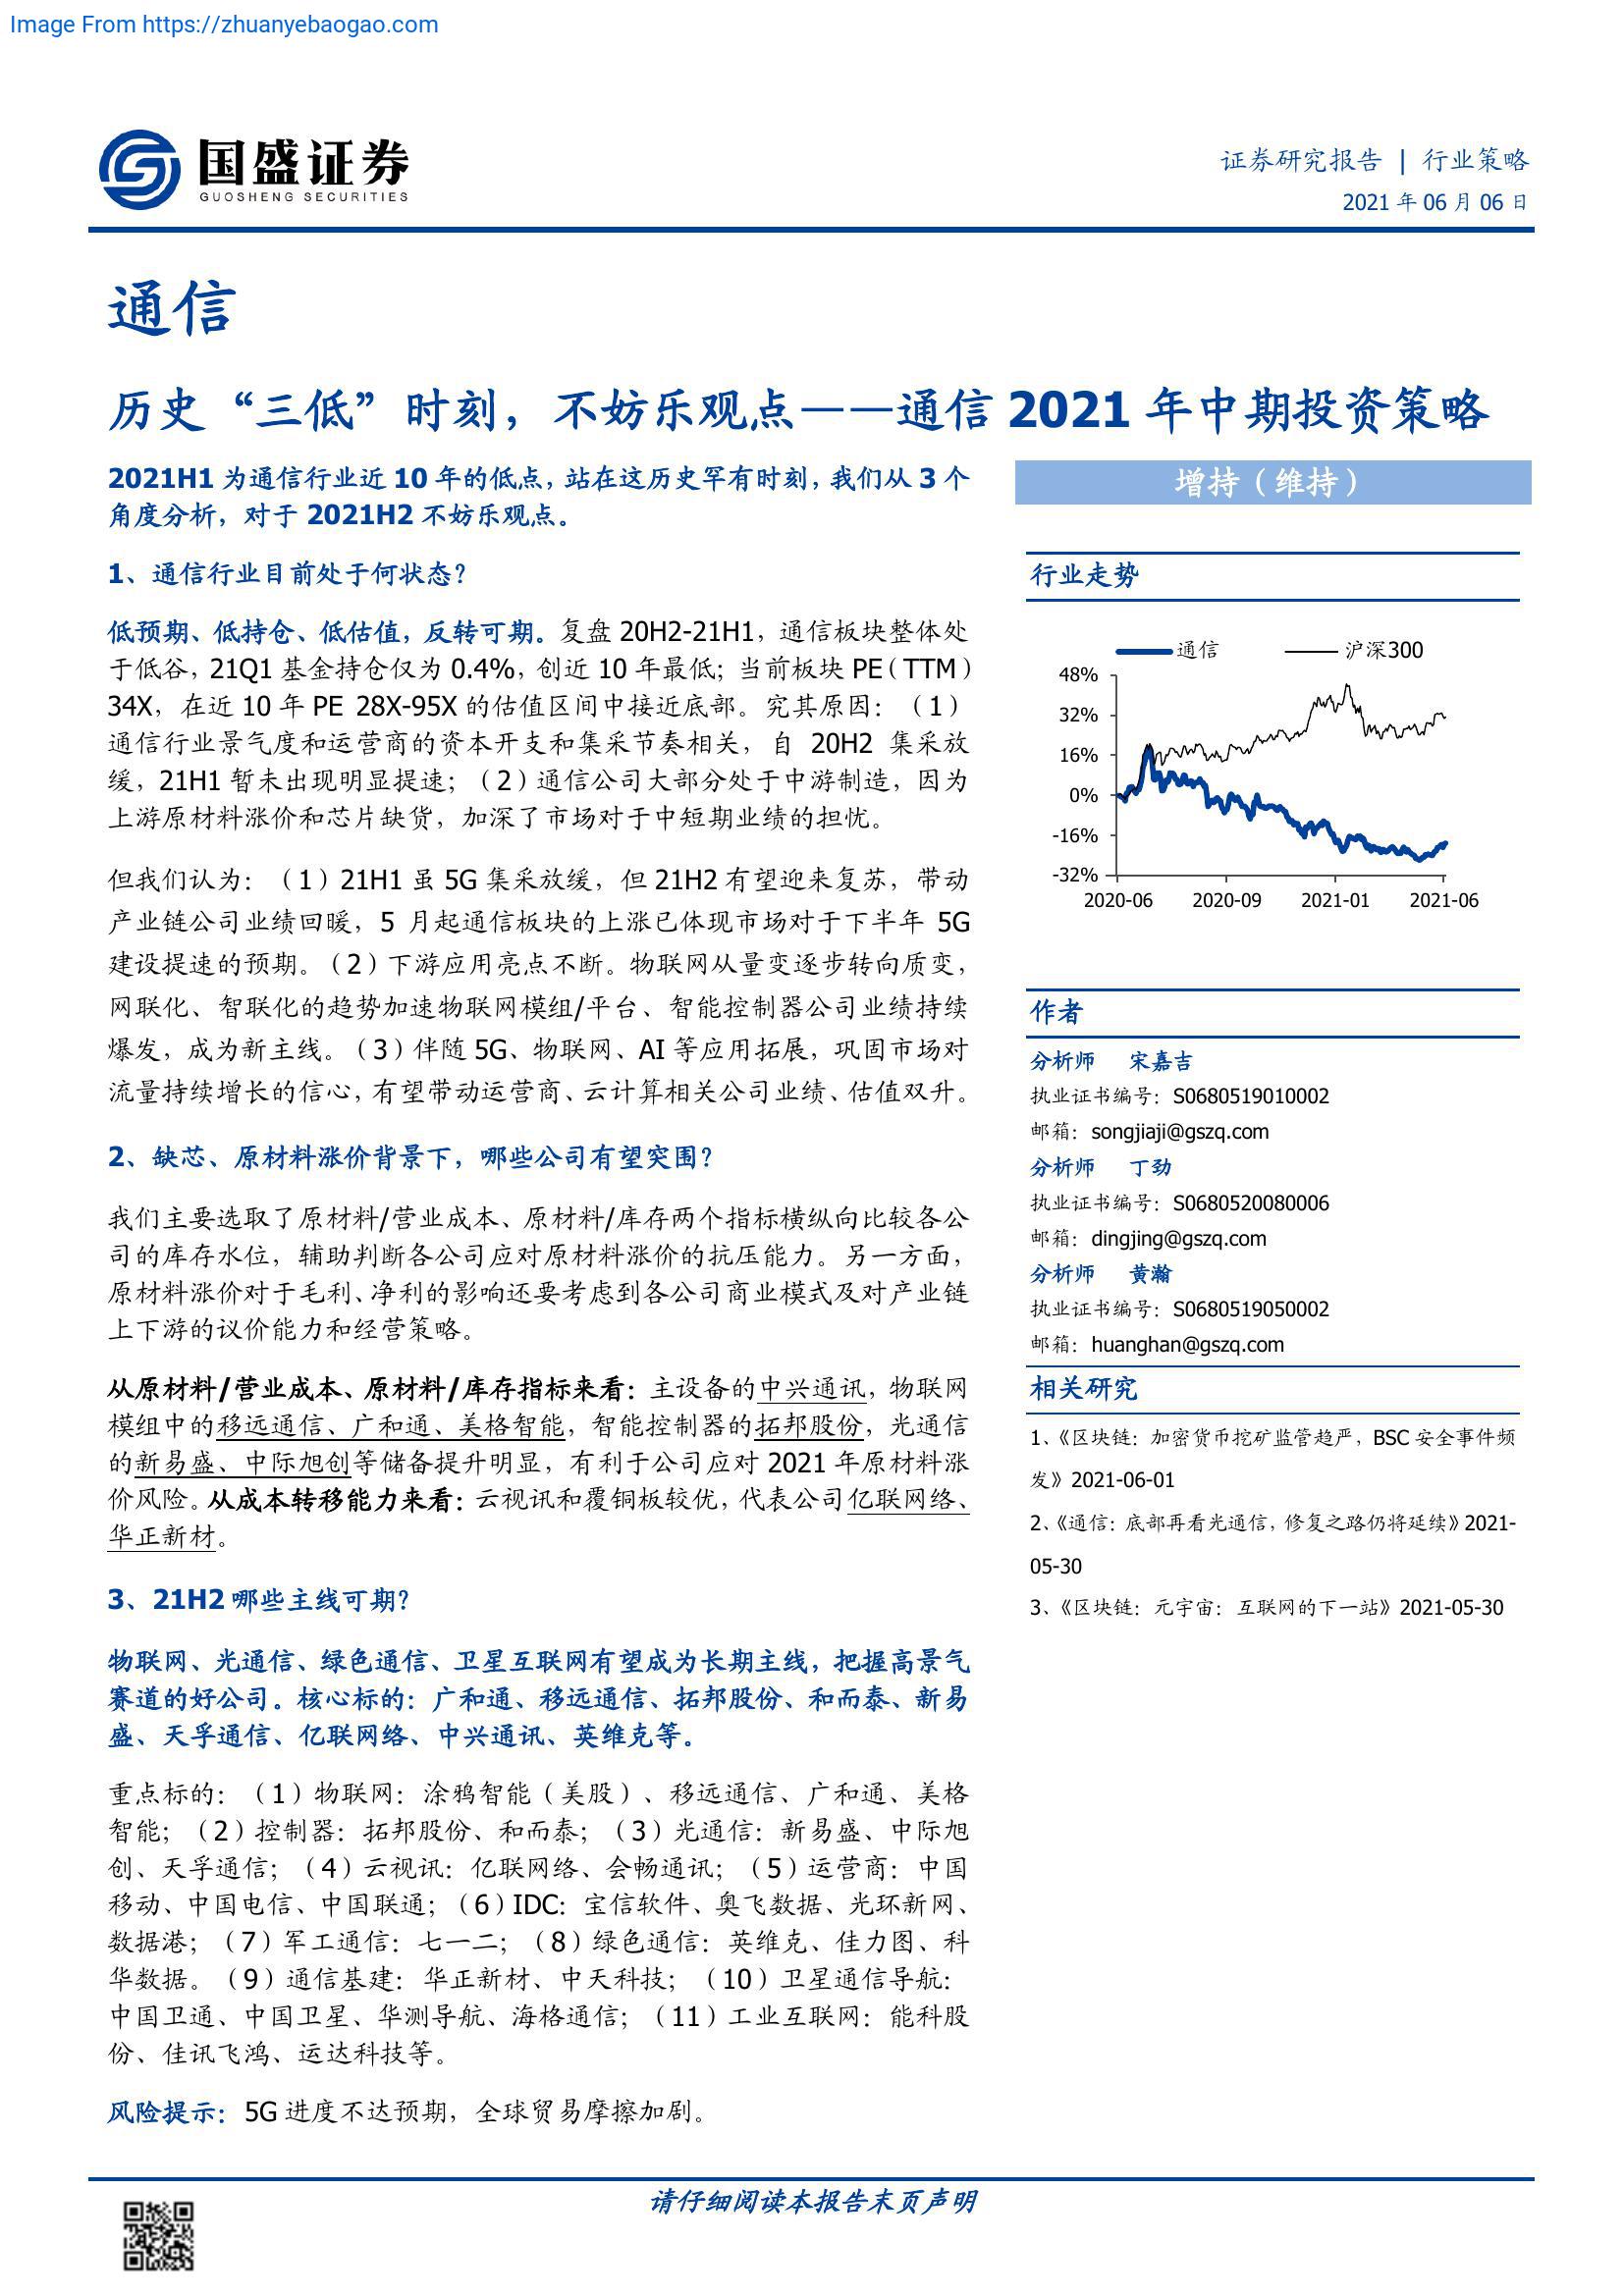 Image From https://zhuanyebaogao.com
国盛证券
GUOSHENG SECURITIES
证券研究报告 | 行业策略
2021 年 06 月 06 日
通信
历史“三低”时刻，不妨乐观点——通信 2021 年中期投资策略
2021H1 为通信行业近 10 年的低点，站在这历史罕有时刻，我们从 3 个
角度分析，对于 2021H2 不妨乐观点。
1、通信行业目前处于何状态？
低预期、低持仓、低估值，反转可期。复盘 20H2-21H1，通信板块整体处
于低谷，21Q1 基金持仓仅为 0.4%，创近 10 年最低；当前板块 PE（TTM）
34X，在近 10 年 PE 28X-95X 的估值区间中接近底部。究其原因：（1）
通信行业景气度和运营商的资本开支和集采节奏相关，自 20H2 集采放
缓，21H1 暂未出现明显提速；（2）通信公司大部分处于中游制造，因为
上游原材料涨价和芯片缺货，加深了市场对于中短期业绩的担忧。
但我们认为：（1）21H1 虽 5G 集采放缓，但 21H2 有望迎来复苏，带动
产业链公司业绩回暖，5 月起通信板块的上涨已体现市场对于下半年 5G
建设提速的预期。（2）下游应用亮点不断。物联网从量变逐步转向质变，
网联化、智联化的趋势加速物联网模组/平台、智能控制器公司业绩持续
爆发，成为新主线。（3）伴随 5G、物联网、AI 等应用拓展，巩固市场对
流量持续增长的信心，有望带动运营商、云计算相关公司业绩、估值双升。
2、缺芯、原材料涨价背景下，哪些公司有望突围？
我们主要选取了原材料/营业成本、原材料/库存两个指标横纵向比较各公
司的库存水位，辅助判断各公司应对原材料涨价的抗压能力。另一方面，
原材料涨价对于毛利、净利的影响还要考虑到各公司商业模式及对产业链
上下游的议价能力和经营策略。
从原材料/营业成本、原材料/库存指标来看：主设备的中兴通讯，物联网
模组中的移远通信、广和通、美格智能，智能控制器的拓邦股份，光通信
的新易盛、中际旭创等储备提升明显，有利于公司应对 2021 年原材料涨
价风险。从成本转移能力来看：云视讯和覆铜板较优，代表公司亿联网络、
华正新材。
3、21H2 哪些主线可期？
物联网、光通信、绿色通信、卫星互联网有望成为长期主线，把握高景气
赛道的好公司。核心标的：广和通、移远通信、拓邦股份、和而泰、新易
盛、天孚通信、亿联网络、中兴通讯、英维克等。
重点标的：（1）物联网：涂鸦智能（美股）、移远通信、广和通、美格
智能；（2）控制器：拓邦股份、和而泰；（3）光通信：新易盛、中际旭
创、天孚通信；（4）云视讯：亿联网络、会畅通讯；（5）运营商：中国
移动、中国电信、中国联通；（6）IDC：宝信软件、奥飞数据、光环新网、
数据港；（7）军工通信：七一二；（8）绿色通信：英维克、佳力图、科
华数据。（9）通信基建：华正新材、中天科技；（10）卫星通信导航：
中国卫通、中国卫星、华测导航、海格通信；（11）工业互联网：能科股
份、佳讯飞鸿、运达科技等。
风险提示：5G 进度不达预期，全球贸易摩擦加剧。
增持（维持）
行业走势
通信 沪深300
48%
32%
16%
0%
-16%
-32%
2020-06 2020-09 2021-01 2021-06
作者
分析师 宋嘉吉
执业证书编号：S0680519010002
邮箱：songjiaji@gszq.com
分析师 丁劲
执业证书编号：S0680520080006
邮箱：dingjing@gszq.com
分析师 黄瀚
执业证书编号：S0680519050002
邮箱：huanghan@gszq.com
相关研究
1、《区块链：加密货币挖矿监管趋严，BSC 安全事件频
发》2021-06-01
2、《通信：底部再看光通信，修复之路仍将延续》2021-
05-30
3、《区块链：元宇宙：互联网的下一站》2021-05-30
请仔细阅读本报告末页声明